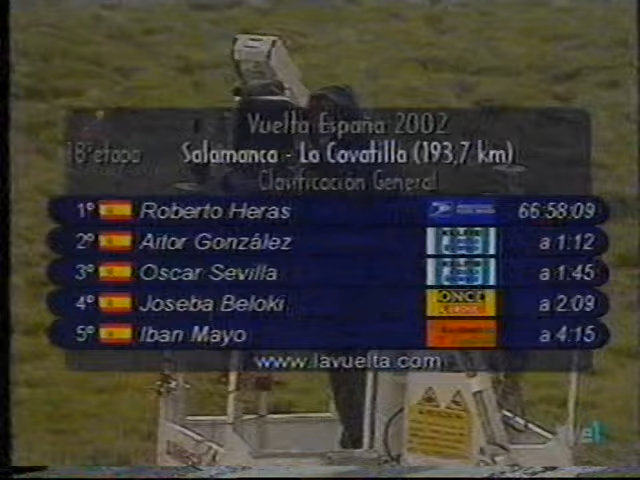 Vuelta España 2002
18ª etapa Salamanca - La Covatilla (193,7 km)
Clasificación General
1º Roberto Heras 66:58:09
2º Aitor González KELME a 1:12
3º Oscar Sevilla KELME a 1:45
4º Joseba Beloki ONCE a 2:09
5º Iban Mayo a 4:15
www.lavuelta.com